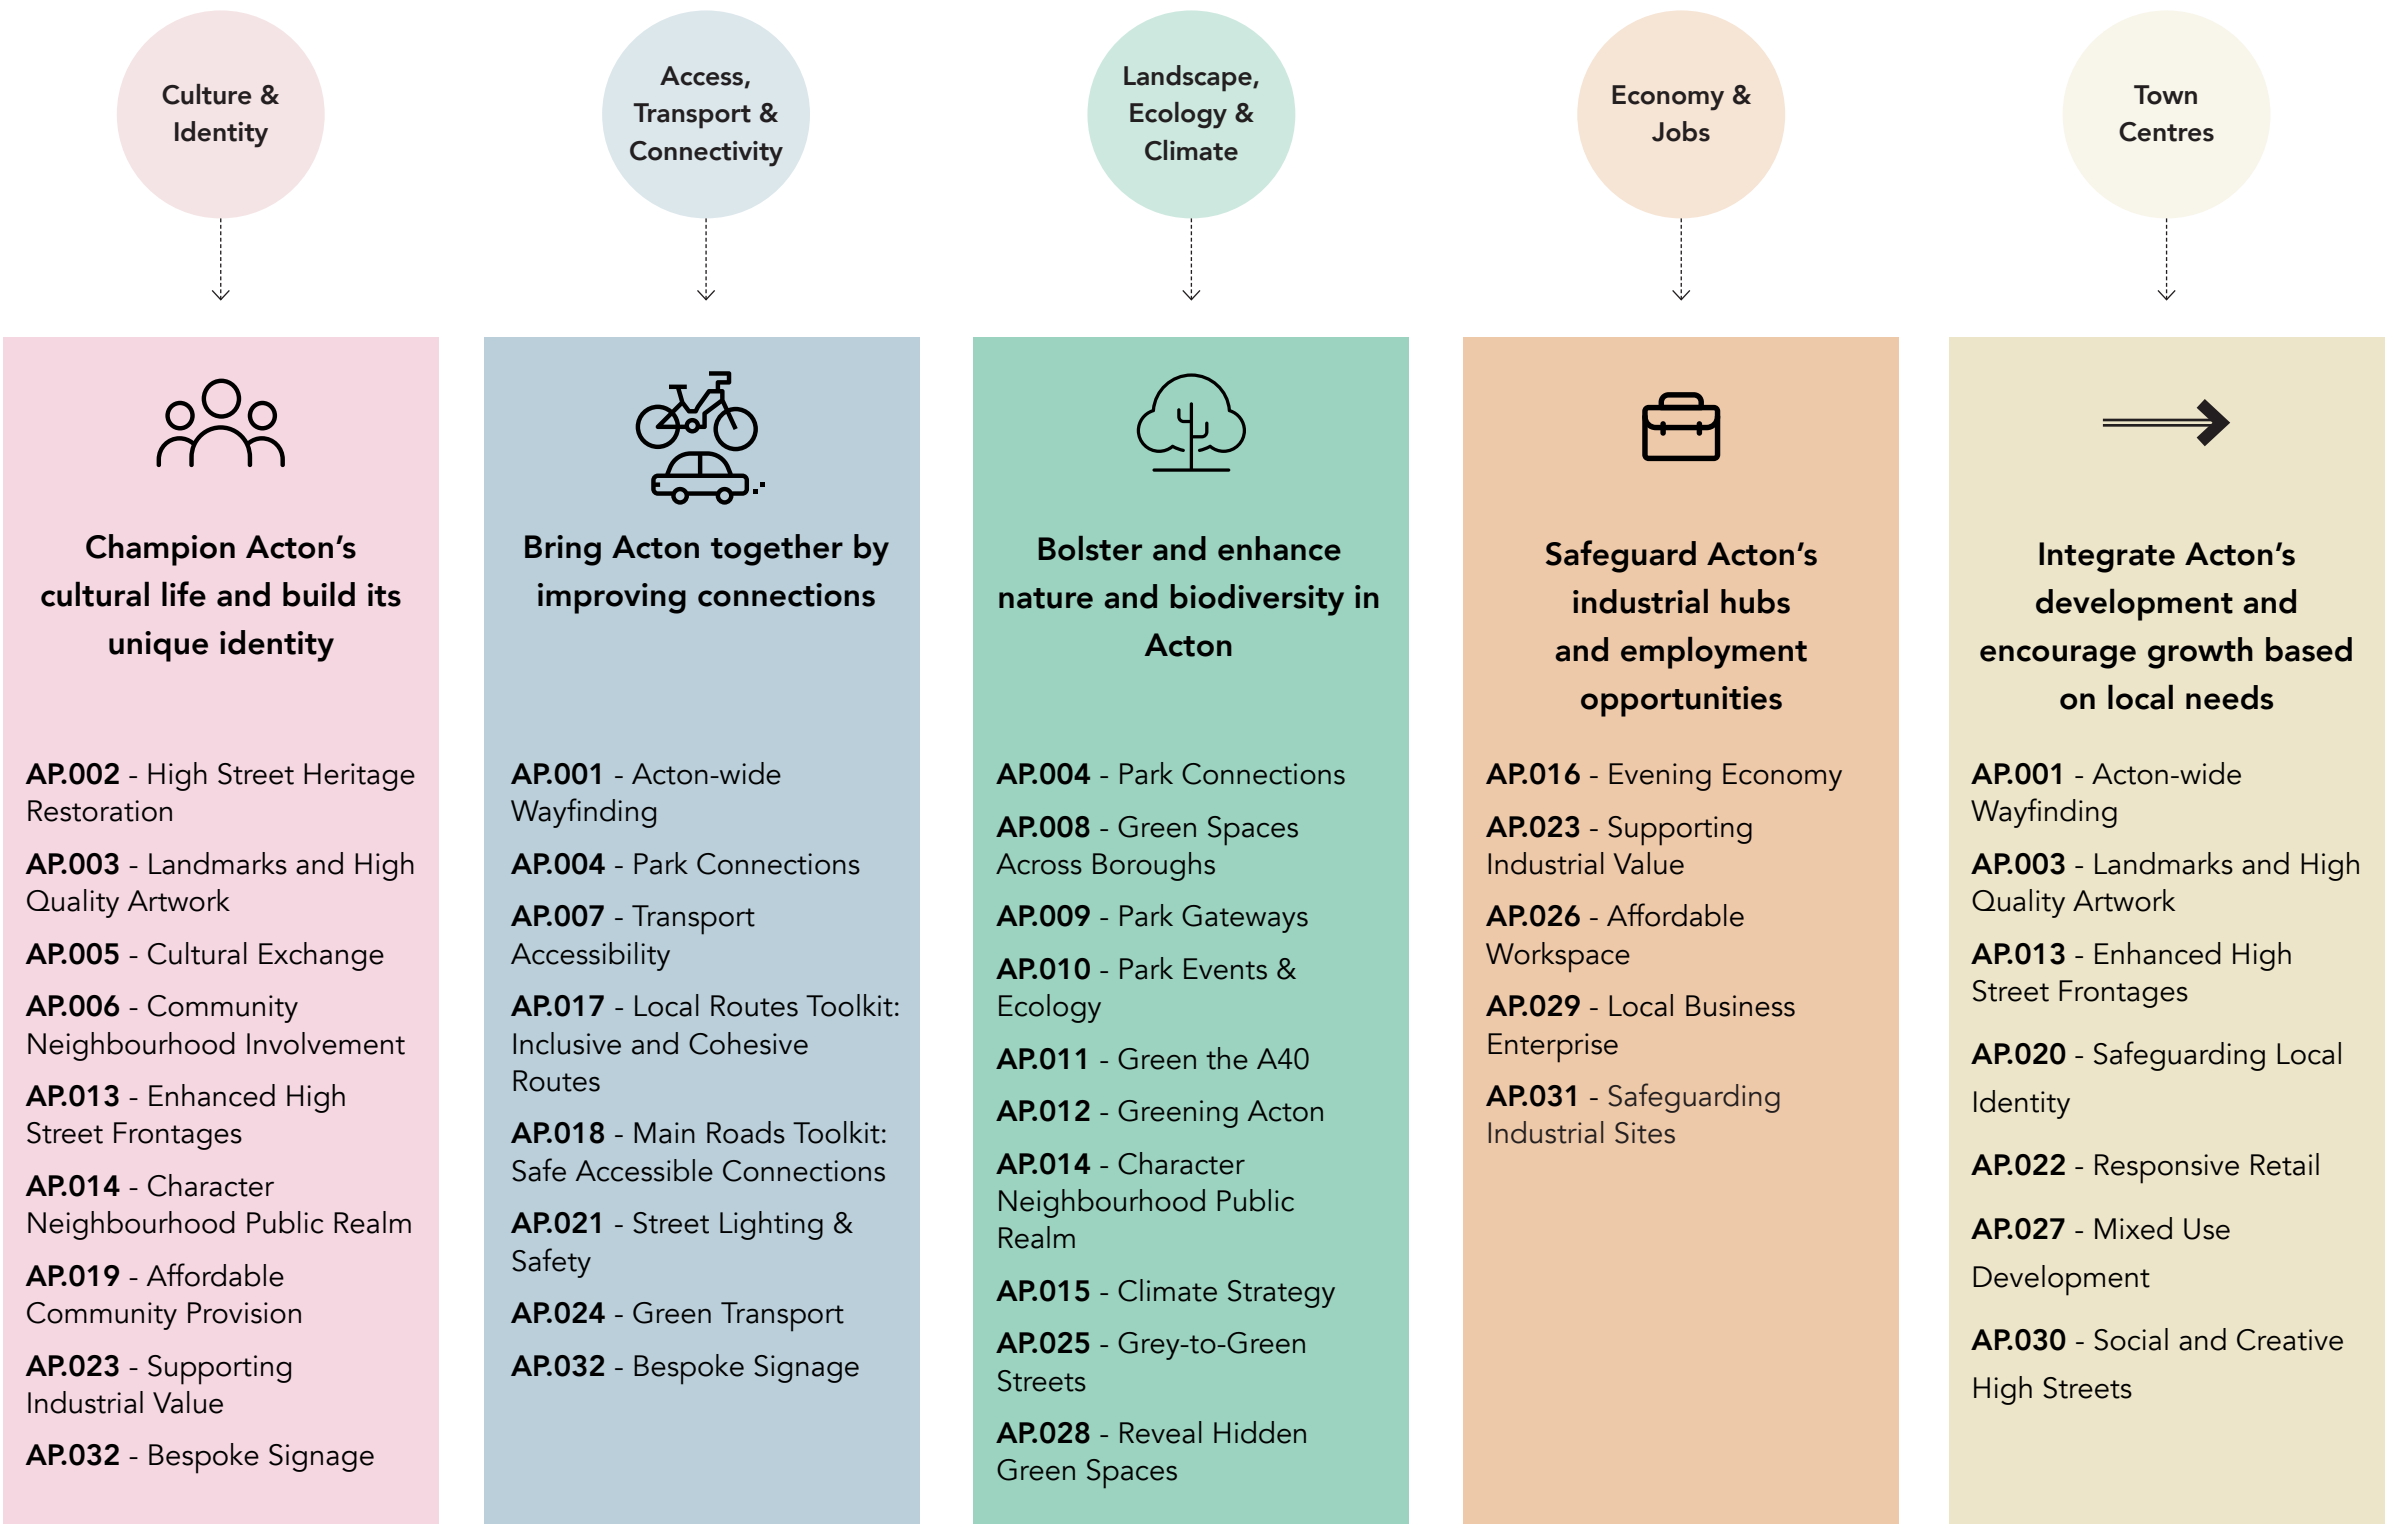 Culture &
Identity
Access,
Transport &
Connectivity
Landscape,
Ecology &
Climate
Economy &
Jobs
Town
Centres
Champion Acton’s
cultural life and build its
unique identity
AP.002 - High Street Heritage
Restoration
AP.003 - Landmarks and High
Quality Artwork
AP.005 - Cultural Exchange
AP.006 - Community
Neighbourhood Involvement
AP.013 - Enhanced High
Street Frontages
AP.014 - Character
Neighbourhood Public Realm
AP.019 - Affordable
Community Provision
AP.023 - Supporting
Industrial Value
AP.032 - Bespoke Signage
Bring Acton together by
improving connections
AP.001 - Acton-wide
Wayfinding
AP.004 - Park Connections
AP.007 - Transport
Accessibility
AP.017 - Local Routes Toolkit:
Inclusive and Cohesive
Routes
AP.018 - Main Roads Toolkit:
Safe Accessible Connections
AP.021 - Street Lighting &
Safety
AP.024 - Green Transport
AP.032 - Bespoke Signage
Bolster and enhance
nature and biodiversity in
Acton
AP.004 - Park Connections
AP.008 - Green Spaces
Across Boroughs
AP.009 - Park Gateways
AP.010 - Park Events &
Ecology
AP.011 - Green the A40
AP.012 - Greening Acton
AP.014 - Character
Neighbourhood Public
Realm
AP.015 - Climate Strategy
AP.025 - Grey-to-Green
Streets
AP.028 - Reveal Hidden
Green Spaces
Safeguard Acton’s
industrial hubs
and employment
opportunities
AP.016 - Evening Economy
AP.023 - Supporting
Industrial Value
AP.026 - Affordable
Workspace
AP.029 - Local Business
Enterprise
AP.031 - Safeguarding
Industrial Sites
Integrate Acton’s
development and
encourage growth based
on local needs
AP.001 - Acton-wide
Wayfinding
AP.003 - Landmarks and High
Quality Artwork
AP.013 - Enhanced High
Street Frontages
AP.020 - Safeguarding Local
Identity
AP.022 - Responsive Retail
AP.027 - Mixed Use
Development
AP.030 - Social and Creative
High Streets